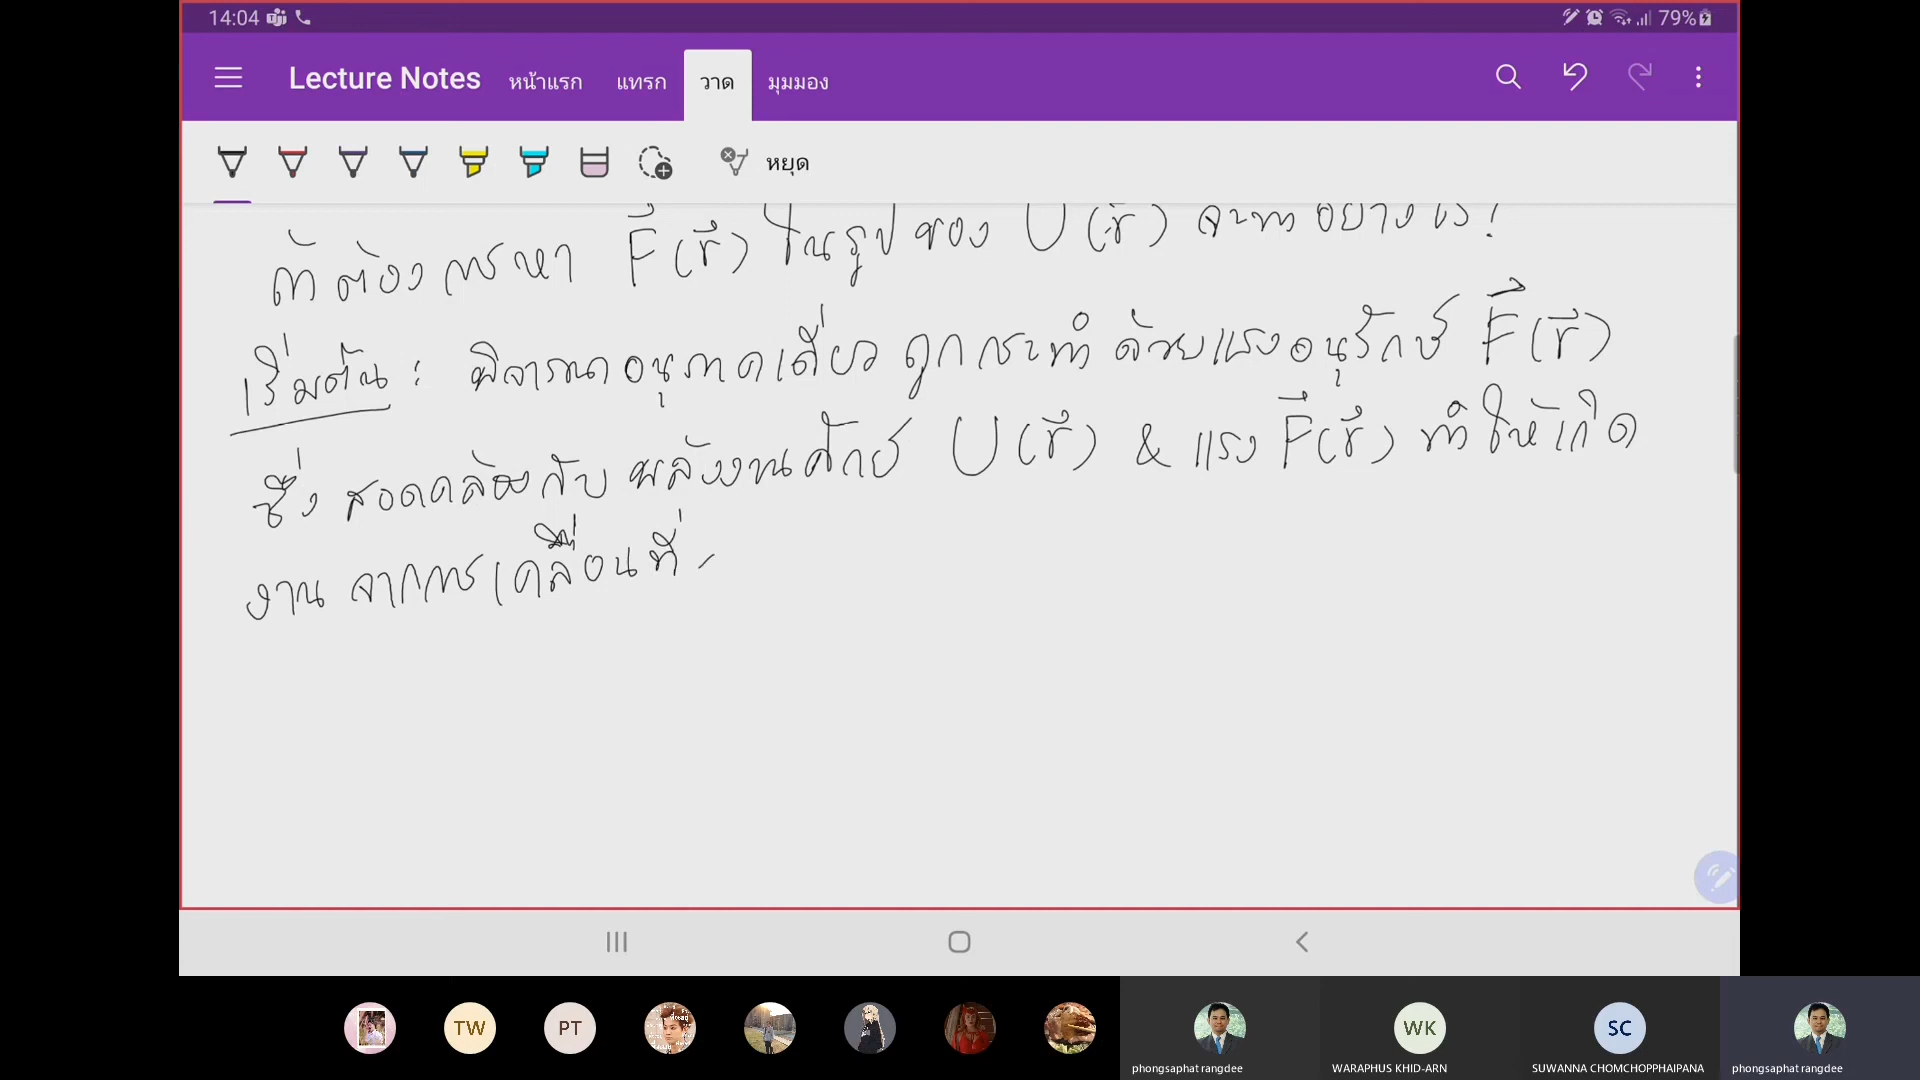 14:04
79%
Lecture Notes หน้าแรก แทรก วาด มุมมอง
หยุด
ถ้าต้องการหา F⃗(r⃗) ในรูปของ U(r⃗) จะทำอย่างไร?
เริ่มต้น : พิจารณาอนุภาคเดี่ยว ถูกกระทำ ด้วยแรงอนุรักษ์ F⃗(r⃗)
ซึ่ง สอดคล้องกับ พลังงานศักย์ U(r⃗) & แรง F⃗(r⃗) ทำให้เกิด
งาน จากการเคลื่อนที่
TW PT WK SC
phongsaphat rangdee WARAPHUS KHID-ARN SUWANNA CHOMCHOPPHAIPANA phongsaphat rangdee